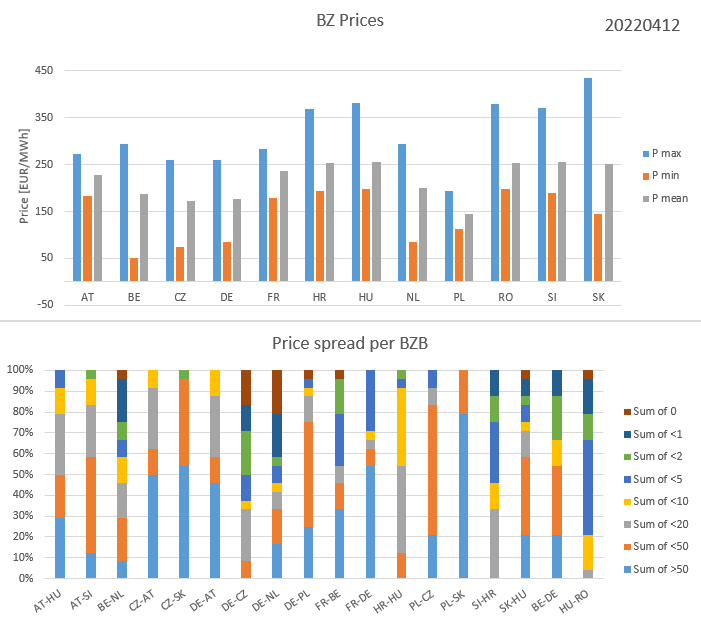 BZ Prices
20220412
Price [EUR/MWh]
450
350
250
150
50
-50
AT BE CZ DE FR HR HU NL PL RO SI SK
P max
P min
P mean
Price spread per BZB
100%
90%
80%
70%
60%
50%
40%
30%
20%
10%
0%
AT-HU AT-SI BE-NL CZ-AT CZ-SK DE-AT DE-CZ DE-NL DE-PL FR-BE FR-DE HR-HU PL-CZ PL-SK SI-HR SK-HU BE-DE HU-RO
Sum of 0
Sum of <1
Sum of <2
Sum of <5
Sum of <10
Sum of <20
Sum of <50
Sum of >50